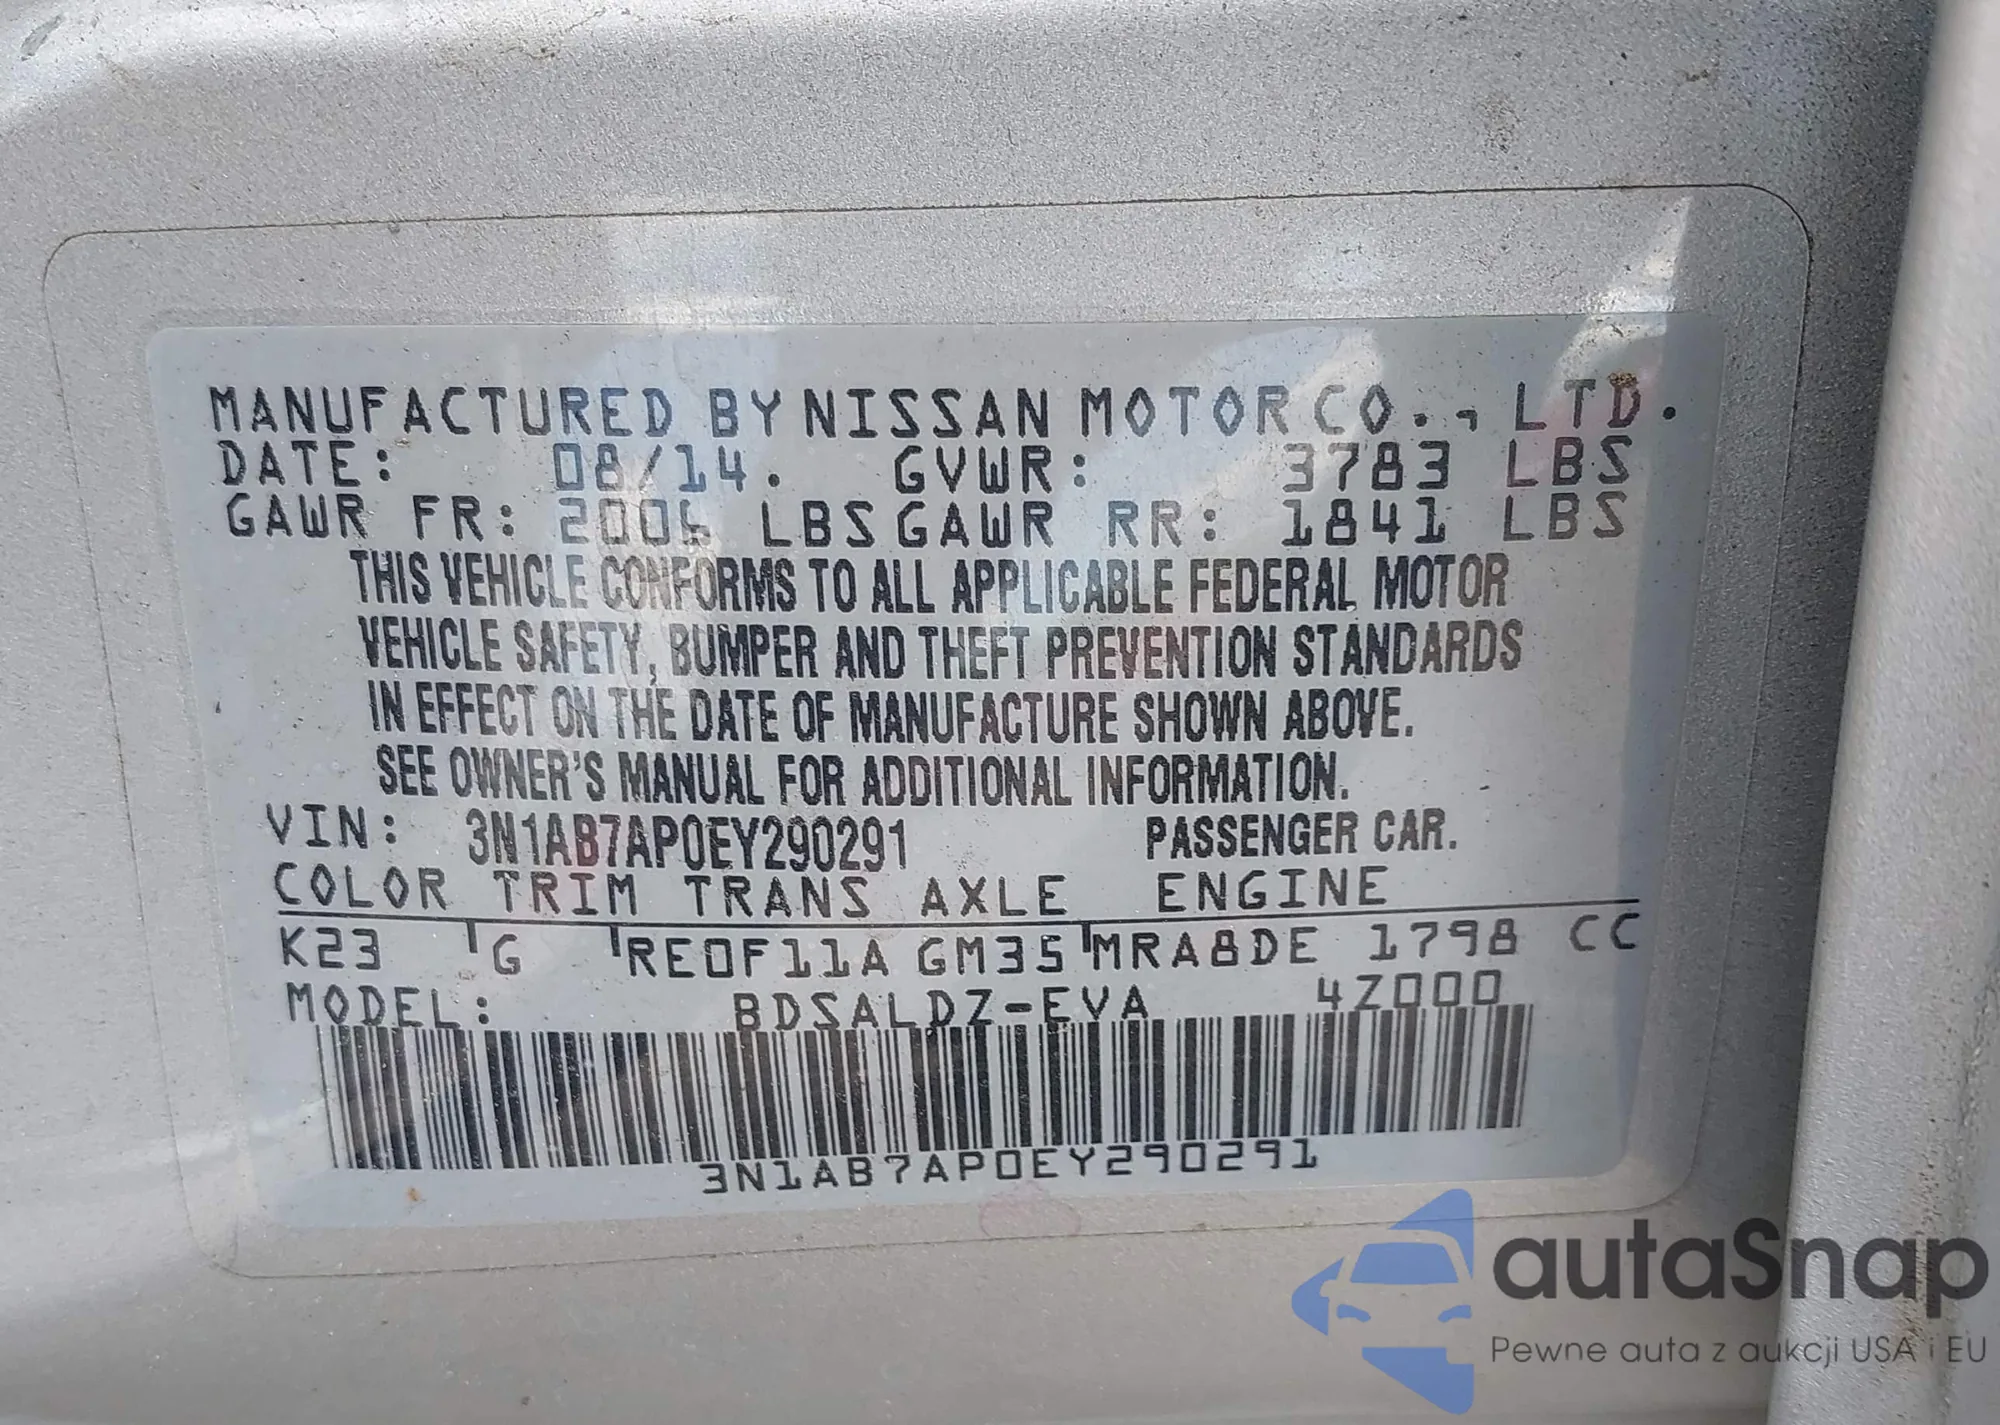 MANUFACTURED BY NISSAN MOTOR CO., LTD.
DATE: 08/14. GVWR: 3783 LBS
GAWR FR: 2006 LBS GAWR RR: 1841 LBS
THIS VEHICLE CONFORMS TO ALL APPLICABLE FEDERAL MOTOR
VEHICLE SAFETY, BUMPER AND THEFT PREVENTION STANDARDS
IN EFFECT ON THE DATE OF MANUFACTURE SHOWN ABOVE.
SEE OWNER'S MANUAL FOR ADDITIONAL INFORMATION.
VIN: 3N1AB7AP0EY290291 PASSENGER CAR.
COLOR TRIM TRANS AXLE ENGINE
K23 G RE0F11A GM35 MRA8DE 1798 CC
MODEL: BDSALDZ-EVA 4Z000
3N1AB7AP0EY290291
autaSnap
Pewne auta z aukcji USA i EU